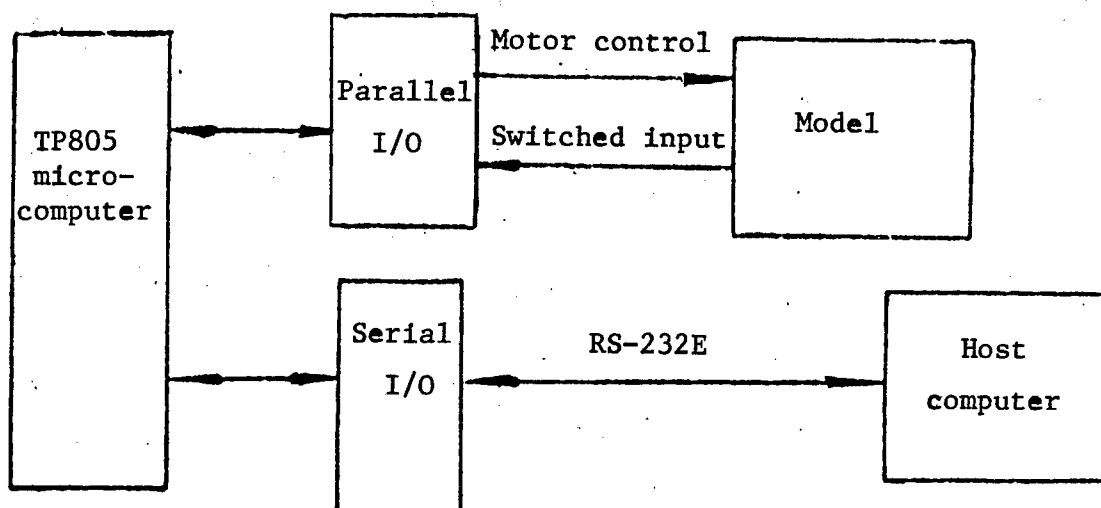 TP805
micro-
computer
Parallel
I/O
Motor control
Switched input
Model
Serial
I/O
RS-232E
Host
computer